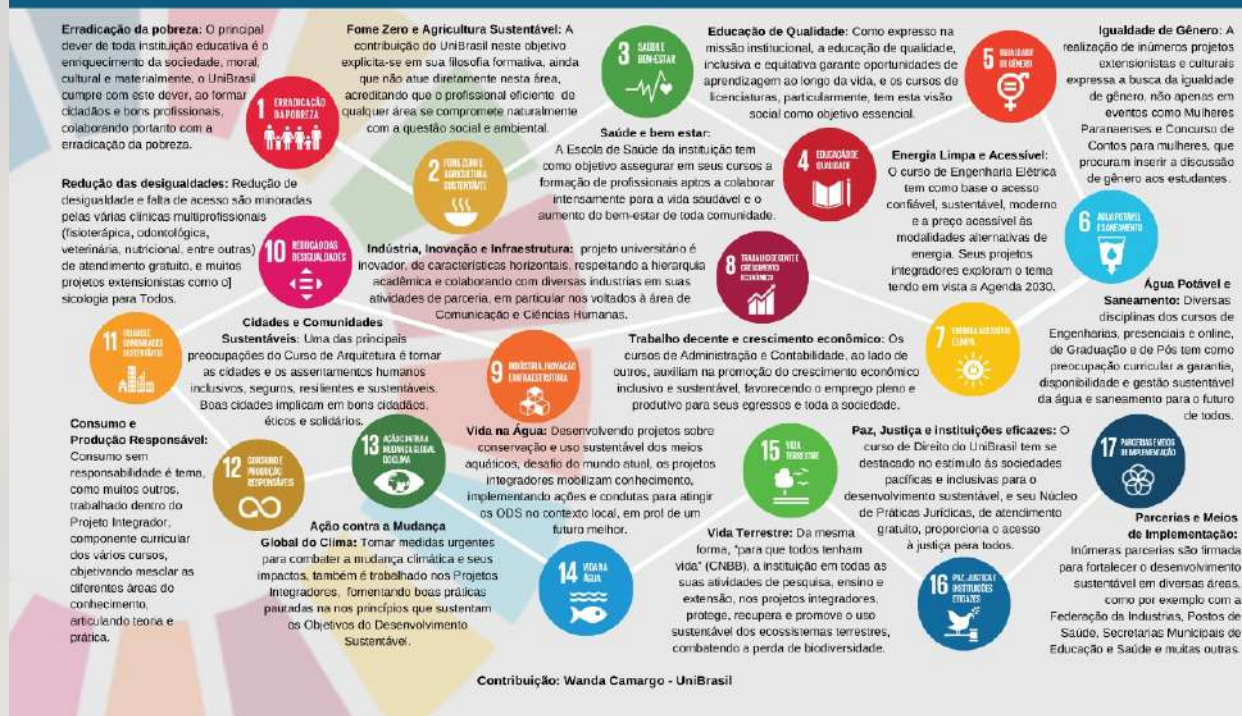 Erradicação da pobreza: O principal
dever de toda instituição educativa é o
enriquecimento da sociedade, moral,
cultural e materialmente, o UniBrasil
cumpre com este dever, ao formar
cidadãos e bons profissionais,
colaborando portanto com a
erradicação da pobreza.
1 ERRADICAÇÃO
DA POBREZA
Fome Zero e Agricultura Sustentável: A
contribuição do UniBrasil neste objetivo
explicita-se em sua filosofia formativa, ainda
que não atue diretamente nesta área,
acreditando que o profissional eficiente de
qualquer área se compromete naturalmente
com a questão social e ambiental.
2 FOME ZERO E
AGRICULTURA
SUSTENTÁVEL
3 SAÚDE E
BEM-ESTAR
Saúde e bem estar:
A Escola de Saúde da instituição tem
como objetivo assegurar em seus cursos a
formação de profissionais aptos a colaborar
intensamente para a vida saudável e o
aumento do bem-estar de toda comunidade.
Educação de Qualidade: Como expresso na
missão institucional, a educação de qualidade,
inclusiva e equitativa garante oportunidades de
aprendizagem ao longo da vida, e os cursos de
licenciaturas, particularmente, tem esta visão
social como objetivo essencial.
4 EDUCAÇÃO DE
QUALIDADE
5 IGUALDADE
DE GÊNERO
Igualdade de Gênero: A
realização de inúmeros projetos
extensionistas e culturais
expressa a busca da igualdade
de gênero, não apenas em
eventos como Mulheres
Paranaenses e Concurso de
Contos para mulheres, que
procuram inserir a discussão
de gênero aos estudantes.
Energia Limpa e Acessível:
O curso de Engenharia Elétrica
tem como base o acesso
confiável, sustentável, moderno
e a preço acessível às
modalidades alternativas de
energia. Seus projetos
integradores exploram o tema
tendo em vista a Agenda 2030.
6 ÁGUA POTÁVEL
E SANEAMENTO
Água Potável e
Saneamento: Diversas
disciplinas dos cursos de
Engenharias, presenciais e online,
de Graduação e de Pós tem como
preocupação curricular a garantia,
disponibilidade e gestão sustentável
da água e saneamento para o futuro
de todos.
7 ENERGIA ACESSÍVEL
E LIMPA
Redução das desigualdades: Redução de
desigualdade e falta de acesso são minoradas
pelas várias clínicas multiprofissionais
(fisioterápica, odontológica,
veterinária, nutricional, entre outras)
de atendimento gratuito, e muitos
projetos extensionistas como o]
sicologia para Todos.
10 REDUÇÃO DAS
DESIGUALDADES
Indústria, Inovação e Infraestrutura: projeto universitário é
inovador, de características horizontais, respeitando a hierarquia
acadêmica e colaborando com diversas industrias em suas
atividades de parceria, em particular nos voltados à área de
Comunicação e Ciências Humanas.
8 TRABALHO DECENTE E
CRESCIMENTO
ECONÔMICO
Trabalho decente e crescimento econômico: Os
cursos de Administração e Contabilidade, ao lado de
outros, auxiliam na promoção do crescimento econômico
inclusivo e sustentável, favorecendo o emprego pleno e
produtivo para seus egressos e toda a sociedade.
9 INDÚSTRIA, INOVAÇÃO
E INFRAESTRUTURA
11 CIDADES E
COMUNIDADES
SUSTENTÁVEIS
Cidades e Comunidades
Sustentáveis: Uma das principais
preocupações do Curso de Arquitetura é tornar
as cidades e os assentamentos humanos
inclusivos, seguros, resilientes e sustentáveis.
Boas cidades implicam em bons cidadãos,
éticos e solidários.
Consumo e
Produção Responsável:
Consumo sem
responsabilidade é tema,
como muitos outros,
trabalhado dentro do
Projeto Integrador,
componente curricular
dos vários cursos,
objetivando mesclar as
diferentes áreas do
conhecimento,
articulando teoria e
prática.
12 CONSUMO E
PRODUÇÃO
RESPONSÁVEIS
13 AÇÃO CONTRA A
MUDANÇA GLOBAL
DO CLIMA
Ação contra a Mudança
Global do Clima: Tomar medidas urgentes
para combater a mudança climática e seus
impactos, também é trabalhado nos Projetos
Integradores, fomentando boas práticas
pautadas na nos princípios que sustentam
os Objetivos do Desenvolvimento
Sustentável.
Vida na Água: Desenvolvendo projetos sobre
conservação e uso sustentável dos meios
aquáticos, desafio do mundo atual, os projetos
integradores mobilizam conhecimento,
implementando ações e condutas para atingir
os ODS no contexto local, em prol de um
futuro melhor.
14 VIDA NA
ÁGUA
15 VIDA
TERRESTRE
Vida Terrestre: Da mesma
forma, "para que todos tenham
vida" (CNBB), a instituição em todas as
suas atividades de pesquisa, ensino e
extensão, nos projetos integradores,
protege, recupera e promove o uso
sustentável dos ecossistemas terrestres,
combatendo a perda de biodiversidade.
Paz, Justiça e instituições eficazes: O
curso de Direito do UniBrasil tem se
destacado no estímulo às sociedades
pacíficas e inclusivas para o
desenvolvimento sustentável, e seu Núcleo
de Práticas Jurídicas, de atendimento
gratuito, proporciona o acesso
à justiça para todos.
16 PAZ, JUSTIÇA E
INSTITUIÇÕES
EFICAZES
17 PARCERIAS E MEIOS
DE IMPLEMENTAÇÃO
Parcerias e Meios
de Implementação:
Inúmeras parcerias são firmada
para fortalecer o desenvolvimento
sustentável em diversas áreas,
como por exemplo com a
Federação da Industrias, Postos de
Saúde, Secretarias Municipais de
Educação e Saúde e muitas outras.
Contribuição: Wanda Camargo - UniBrasil